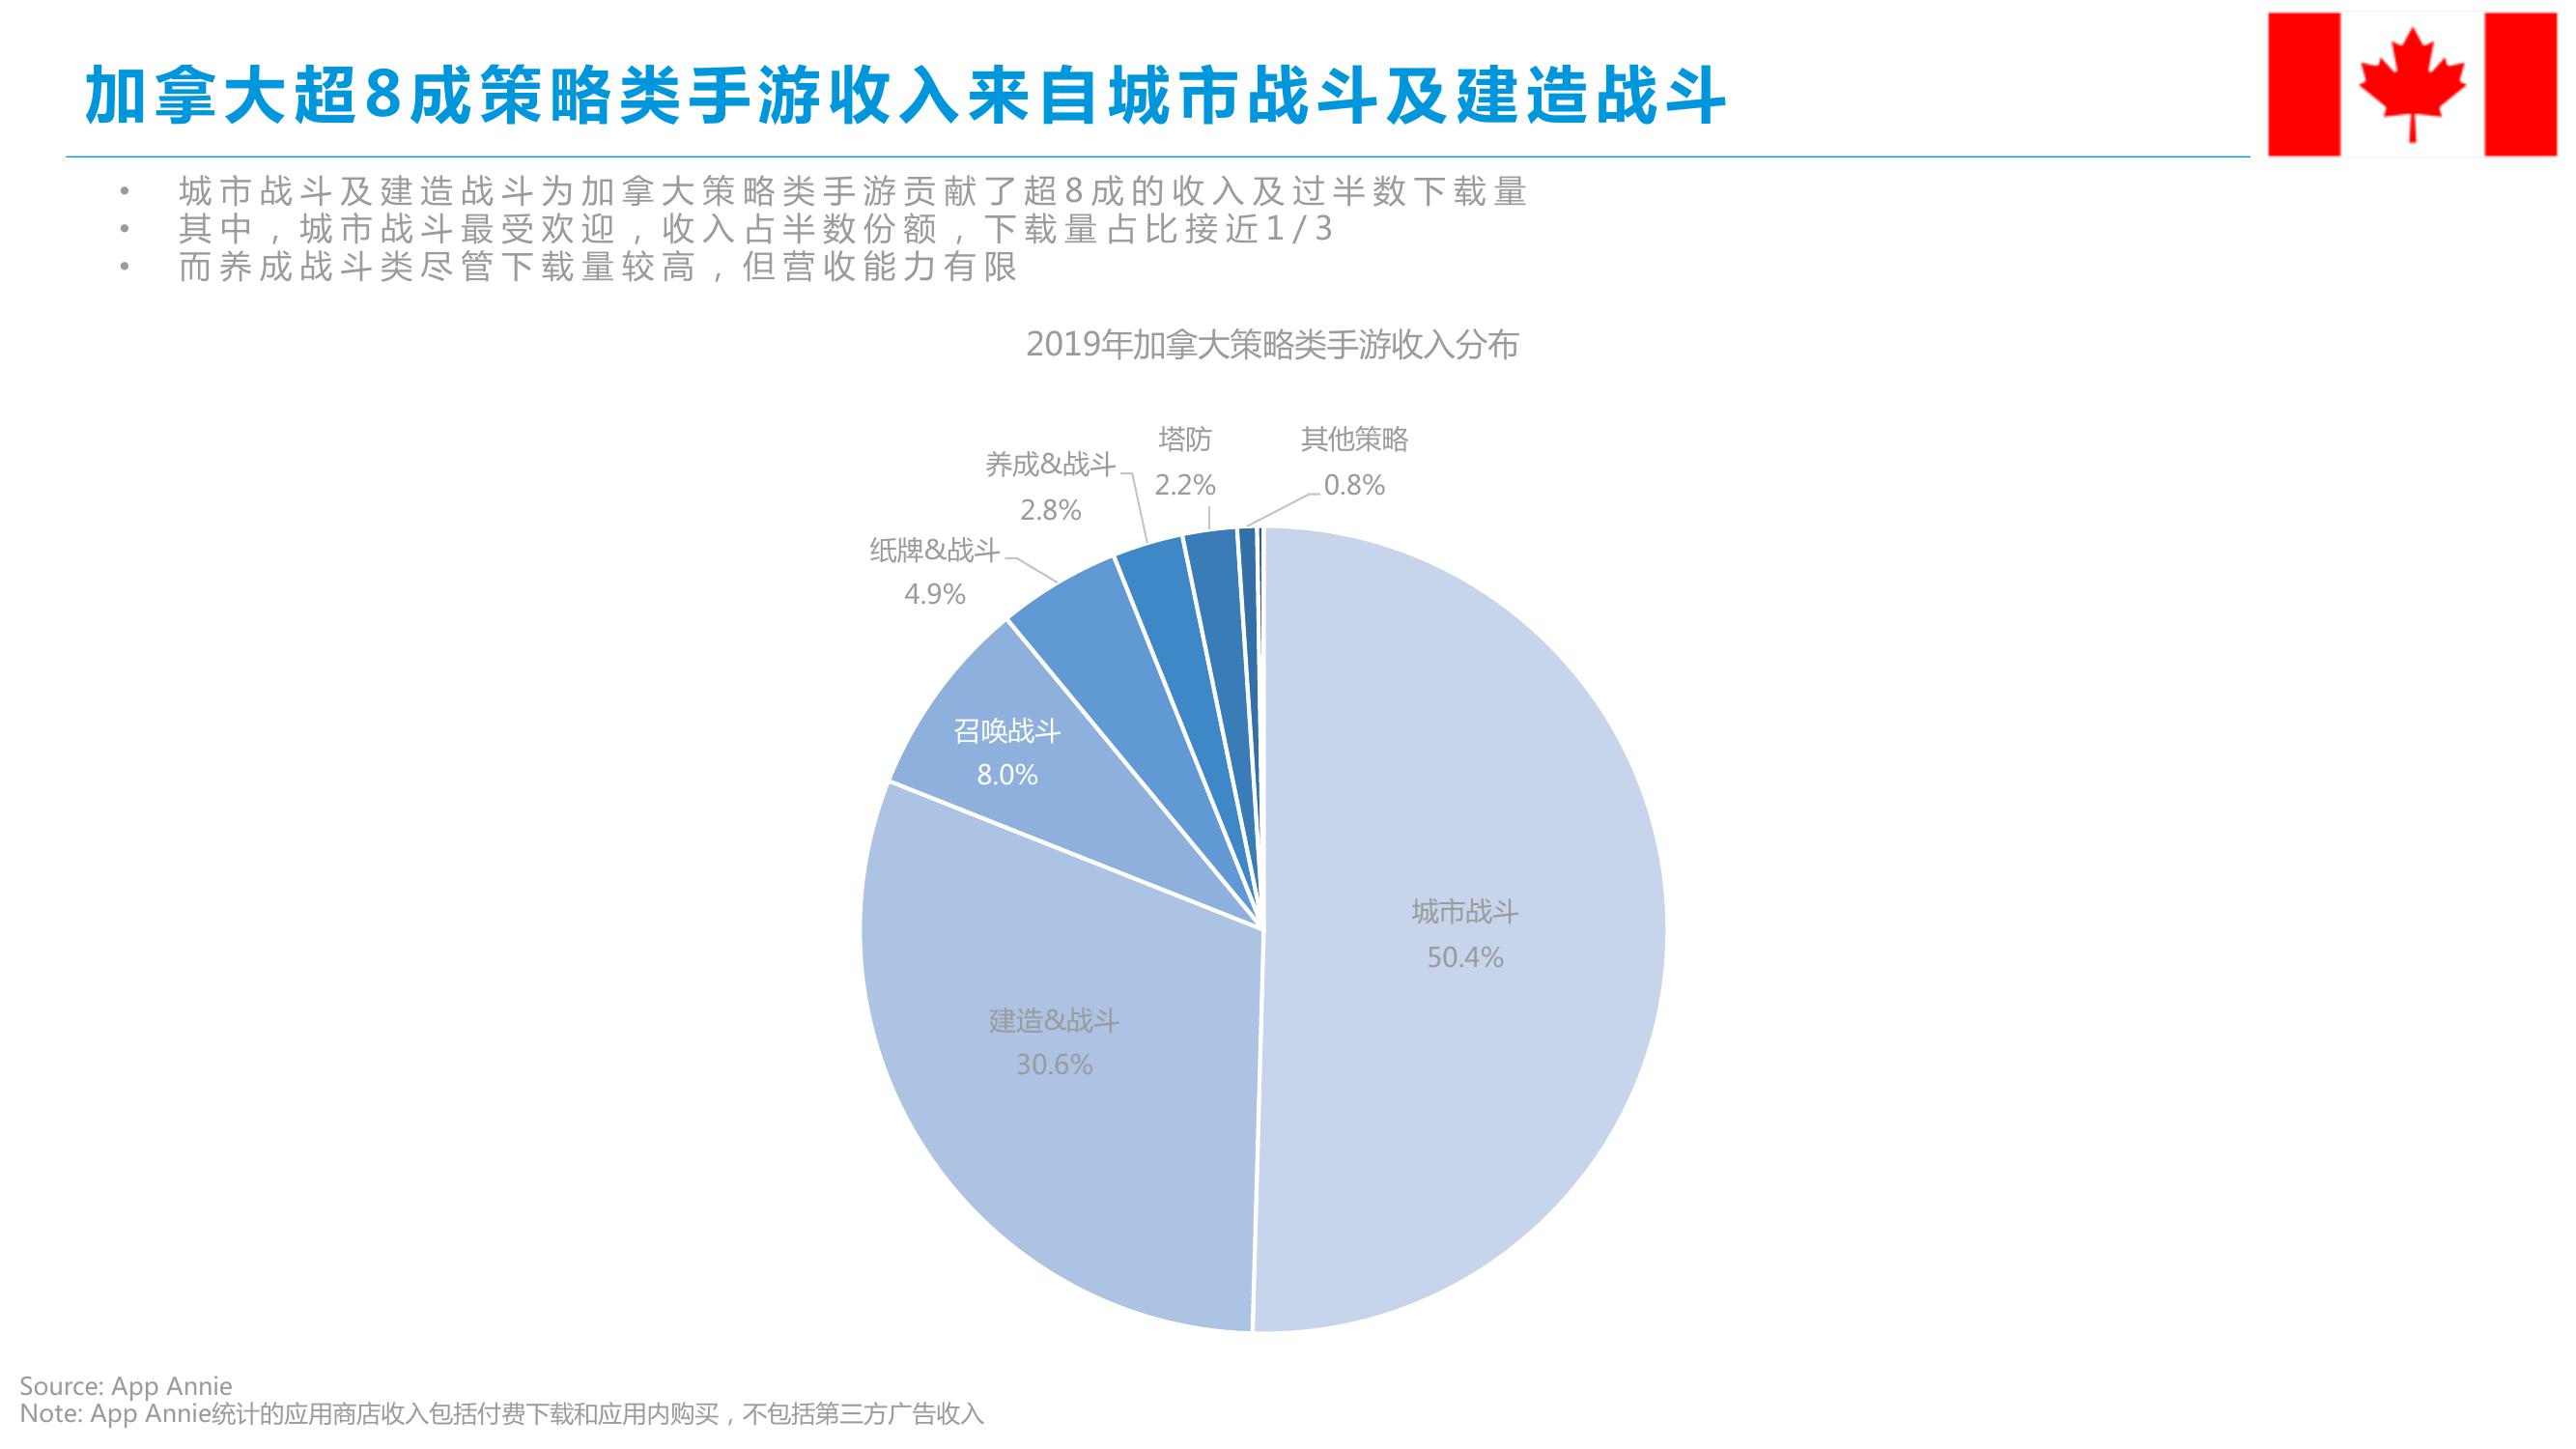 加拿大超8成策略类手游收入来自城市战斗及建造战斗
• 城市战斗及建造战斗为加拿大策略类手游贡献了超8成的收入及过半数下载量
• 其中，城市战斗最受欢迎，收入占半数份额，下载量占比接近1/3
• 而养成战斗类尽管下载量较高，但营收能力有限
2019年加拿大策略类手游收入分布
塔防
2.2%
其他策略
0.8%
养成&战斗
2.8%
纸牌&战斗
4.9%
召唤战斗
8.0%
城市战斗
50.4%
建造&战斗
30.6%
Source: App Annie
Note: App Annie统计的应用商店收入包括付费下载和应用内购买，不包括第三方广告收入